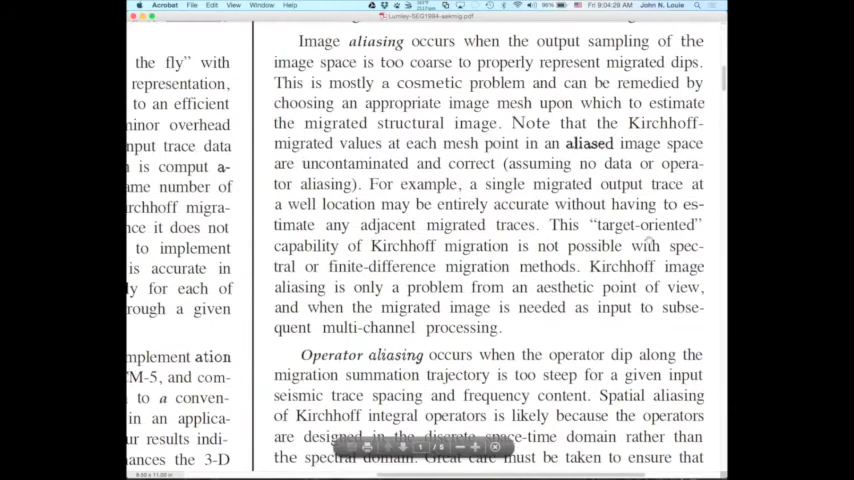 Acrobat File Edit View Window Help
98% Fri 9:04:29 AM John N. Louie
Lumley-SEG1994-aekmig.pdf
the fly” with
representation,
to an efficient
minor overhead
nput trace data
n is comput a-
ame number of
irchhoff migra-
nce it does not
to implement
is accurate in
ly for each of
rough a given
mplement ation
CM-5, and com-
to a conven-
in an applica-
ur results indi-
nances the 3-D
Image aliasing occurs when the output sampling of the
image space is too coarse to properly represent migrated dips.
This is mostly a cosmetic problem and can be remedied by
choosing an appropriate image mesh upon which to estimate
the migrated structural image. Note that the Kirchhoff-
migrated values at each mesh point in an aliased image space
are uncontaminated and correct (assuming no data or opera-
tor aliasing). For example, a single migrated output trace at
a well location may be entirely accurate without having to es-
timate any adjacent migrated traces. This “target-oriented”
capability of Kirchhoff migration is not possible with spec-
tral or finite-difference migration methods. Kirchhoff image
aliasing is only a problem from an aesthetic point of view,
and when the migrated image is needed as input to subse-
quent multi-channel processing.
Operator aliasing occurs when the operator dip along the
migration summation trajectory is too steep for a given input
seismic trace spacing and frequency content. Spatial aliasing
of Kirchhoff integral operators is likely because the operators
are designed in the discrete space-time domain rather than
the spectral domain. Great care must be taken to ensure that
8.50 x 11.00 in